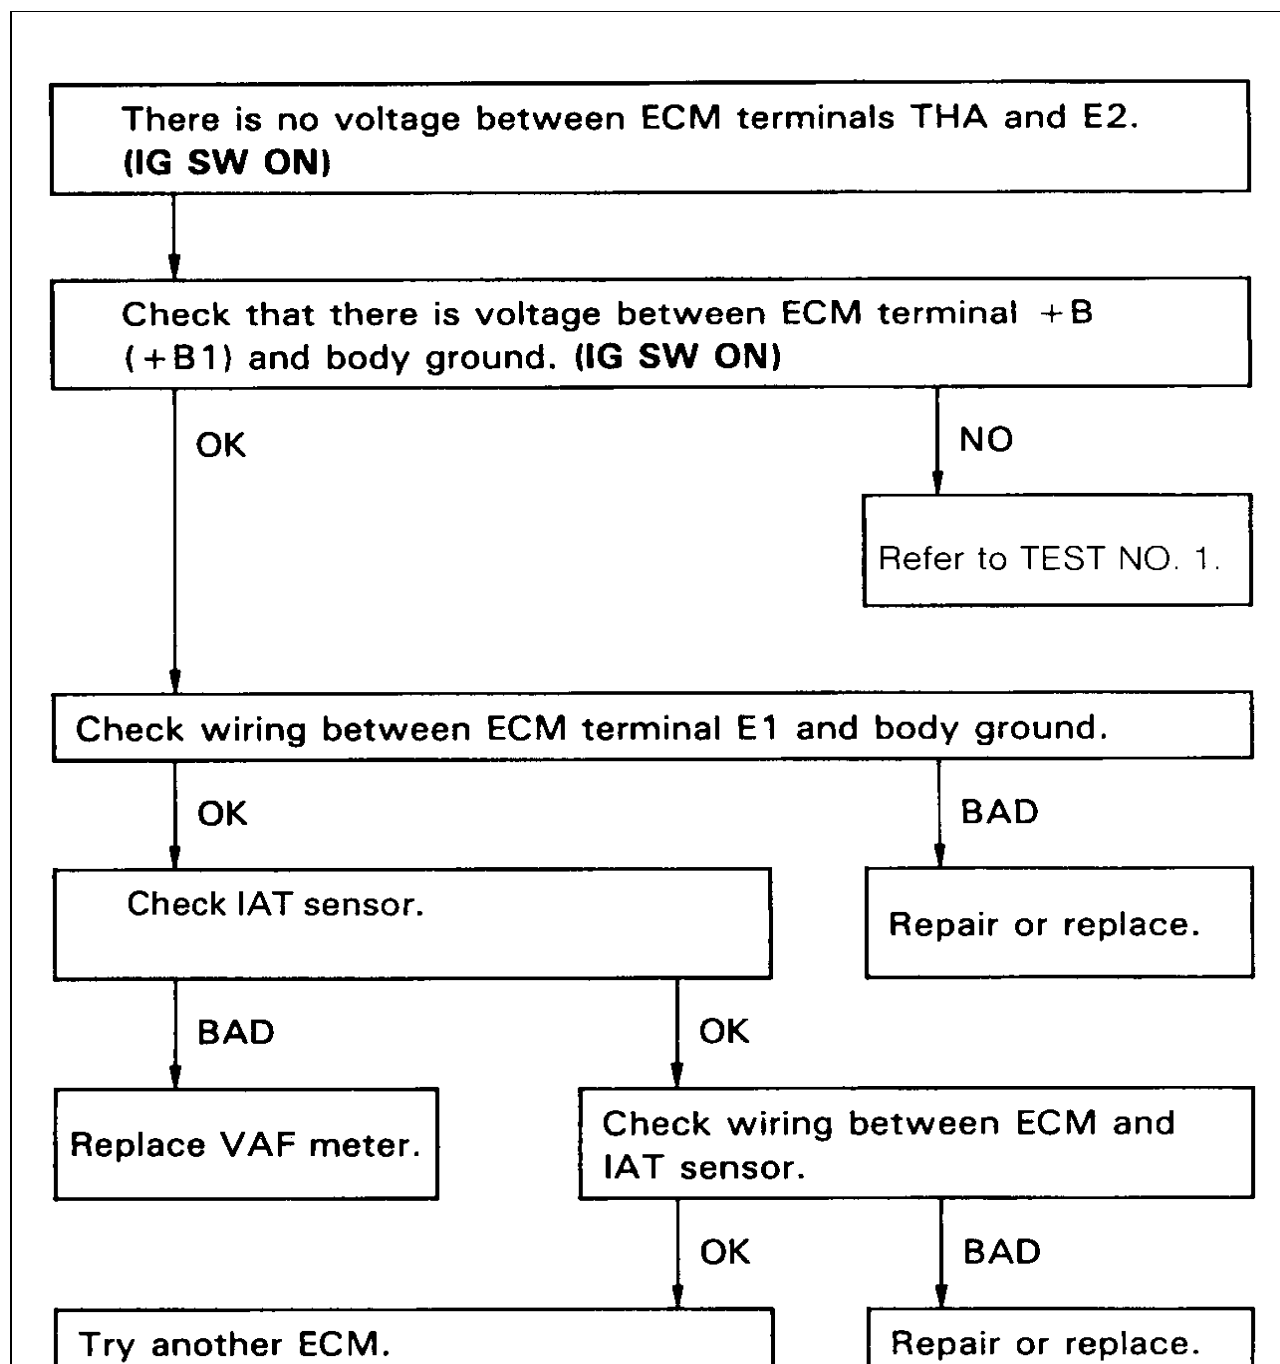 There is no voltage between ECM terminals THA and E2.
(IG SW ON)
Check that there is voltage between ECM terminal +B
(+B1) and body ground. (IG SW ON)
OK
NO
Refer to TEST NO. 1.
Check wiring between ECM terminal E1 and body ground.
OK
BAD
Check IAT sensor.
Repair or replace.
BAD
OK
Replace VAF meter.
Check wiring between ECM and
IAT sensor.
OK
BAD
Try another ECM.
Repair or replace.